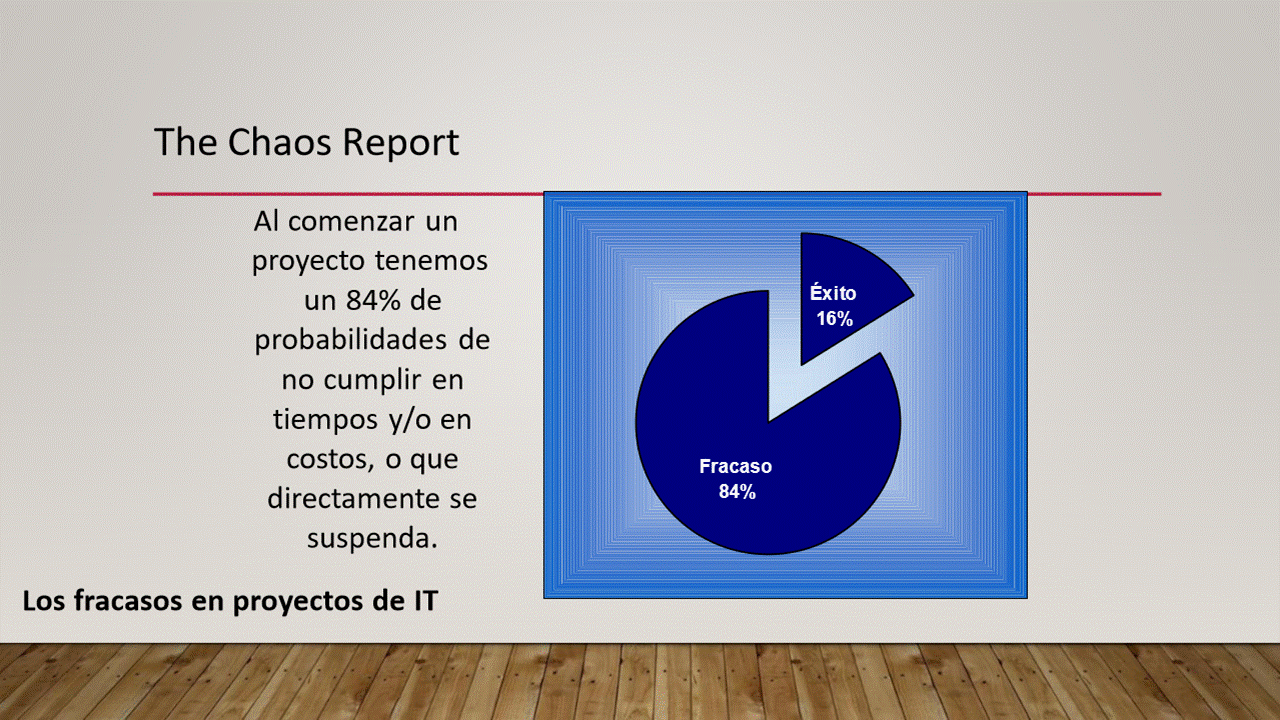 The Chaos Report
Al comenzar un
proyecto tenemos
un 84% de
probabilidades de
no cumplir en
tiempos y/o en
costos, o que
directamente se
suspenda.
Los fracasos en proyectos de IT
Éxito
16%
Fracaso
84%